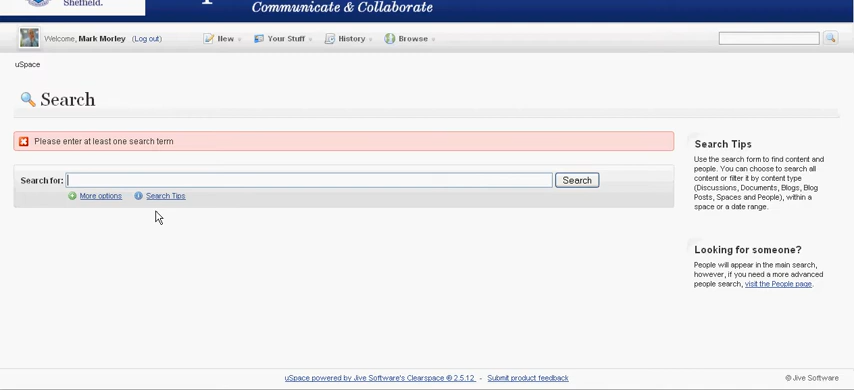 Sheffield.
Communicate & Collaborate
Welcome, Mark Morley (Log out)
New
Your Stuff
History
Browse
uSpace
Search
Please enter at least one search term
Search for:
Search
More options
Search Tips
Search Tips
Use the search form to find content and
people. You can choose to search all
content or filter it by content type
(Discussions, Documents, Blogs, Blog
Posts, Spaces and People), within a
space or a date range.
Looking for someone?
People will appear in the main search,
however, if you need a more advanced
people search, visit the People page.
uSpace powered by Jive Software's Clearspace ® 2.5.12 - Submit product feedback
© Jive Software